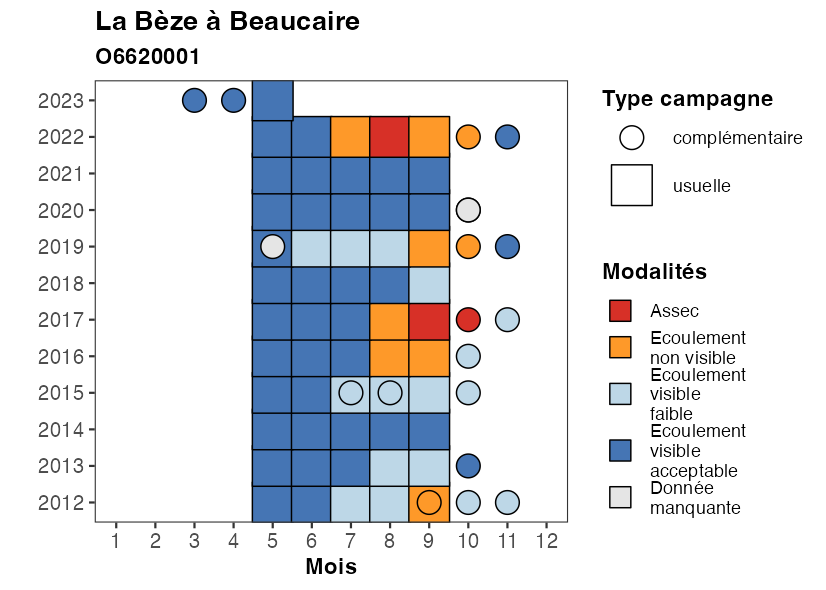 La Bèze à Beaucaire
O6620001
2023
2022
2021
2020
2019
2018
2017
2016
2015
2014
2013
2012
1 2 3 4 5 6 7 8 9 10 11 12
Mois
Type campagne
complémentaire
usuelle
Modalités
Assec
Ecoulement
non visible
Ecoulement
visible
faible
Ecoulement
visible
acceptable
Donnée
manquante